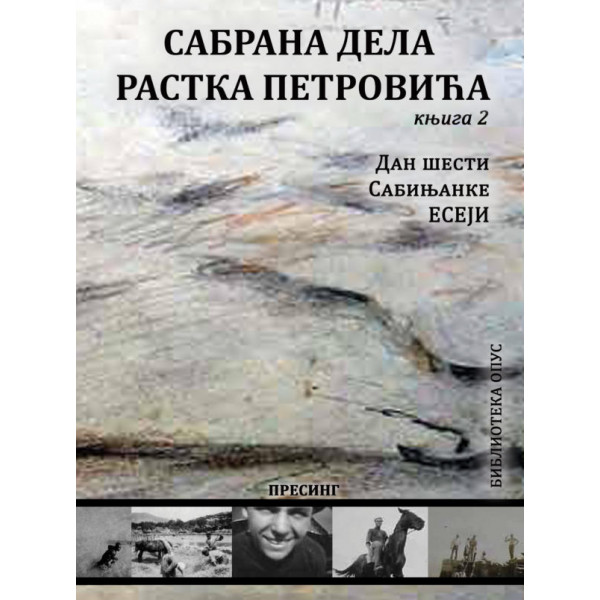 САБРАНА ДЕЛА
РАСТКА ПЕТРОВИЋА
књига 2
Дан шести
Сабињанке
ЕСЕЈИ
БИБЛИОТЕКА ОПУС
ПРЕСИНГ